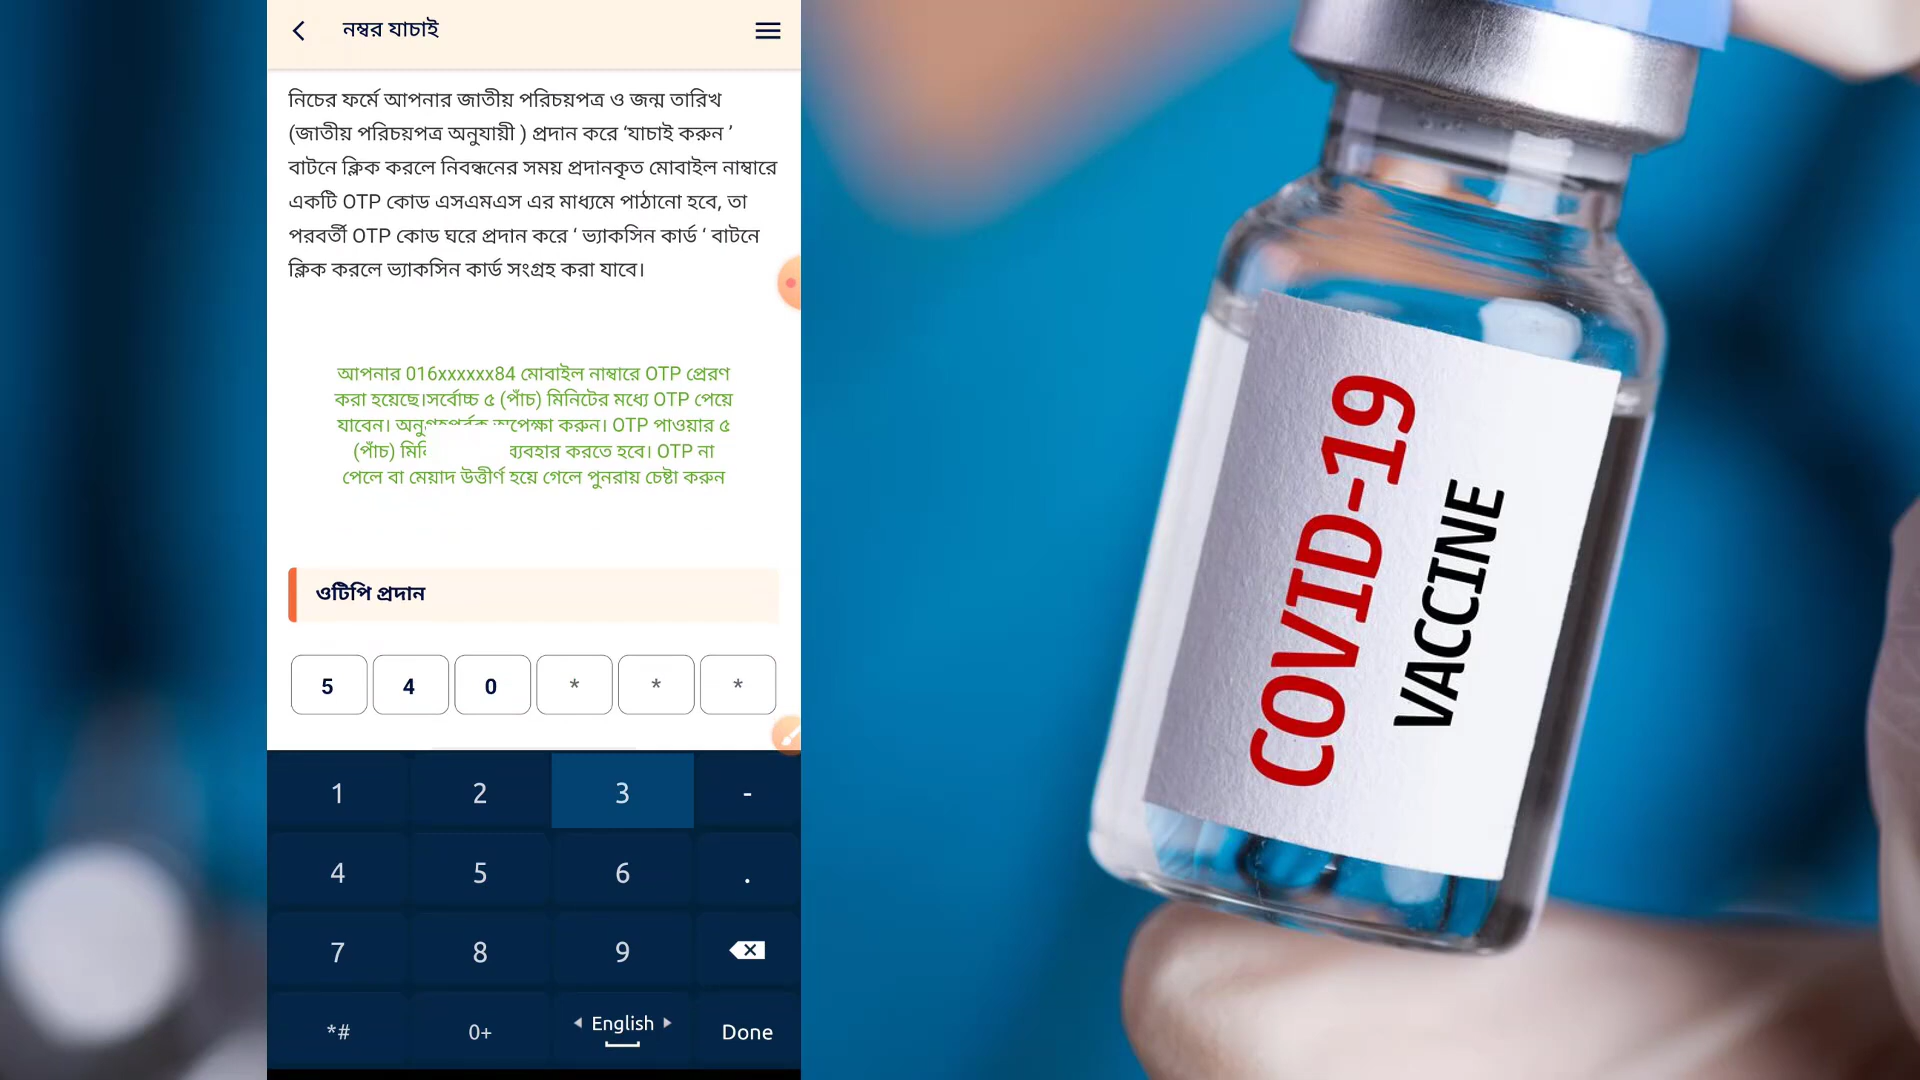 নম্বর যাচাই
নিচের ফর্মে আপনার জাতীয় পরিচয়পত্র ও জন্ম তারিখ
(জাতীয় পরিচয়পত্র অনুযায়ী ) প্রদান করে ‘যাচাই করুন ’
বাটনে ক্লিক করলে নিবন্ধনের সময় প্রদানকৃত মোবাইল নাম্বারে
একটি OTP কোড এসএমএস এর মাধ্যমে পাঠানো হবে, তা
পরবর্তী OTP কোড ঘরে প্রদান করে ‘ ভ্যাকসিন কার্ড ‘ বাটনে
ক্লিক করলে ভ্যাকসিন কার্ড সংগ্রহ করা যাবে।
আপনার 016xxxxxx84 মোবাইল নাম্বারে OTP প্রেরণ
করা হয়েছে।সর্বোচ্চ ৫ (পাঁচ) মিনিটের মধ্যে OTP পেয়ে
যাবেন। করুন। OTP পাওয়ার ৫
(পাঁচ) ব্যবহার করতে হবে। OTP না
পেলে বা মেয়াদ উত্তীর্ণ হয়ে গেলে পুনরায় চেষ্টা করুন
ওটিপি প্রদান
5 4 0 * * *
1 2 3 -
4 5 6 .
7 8 9
*# 0+ English Done
COVID-19
VACCINE